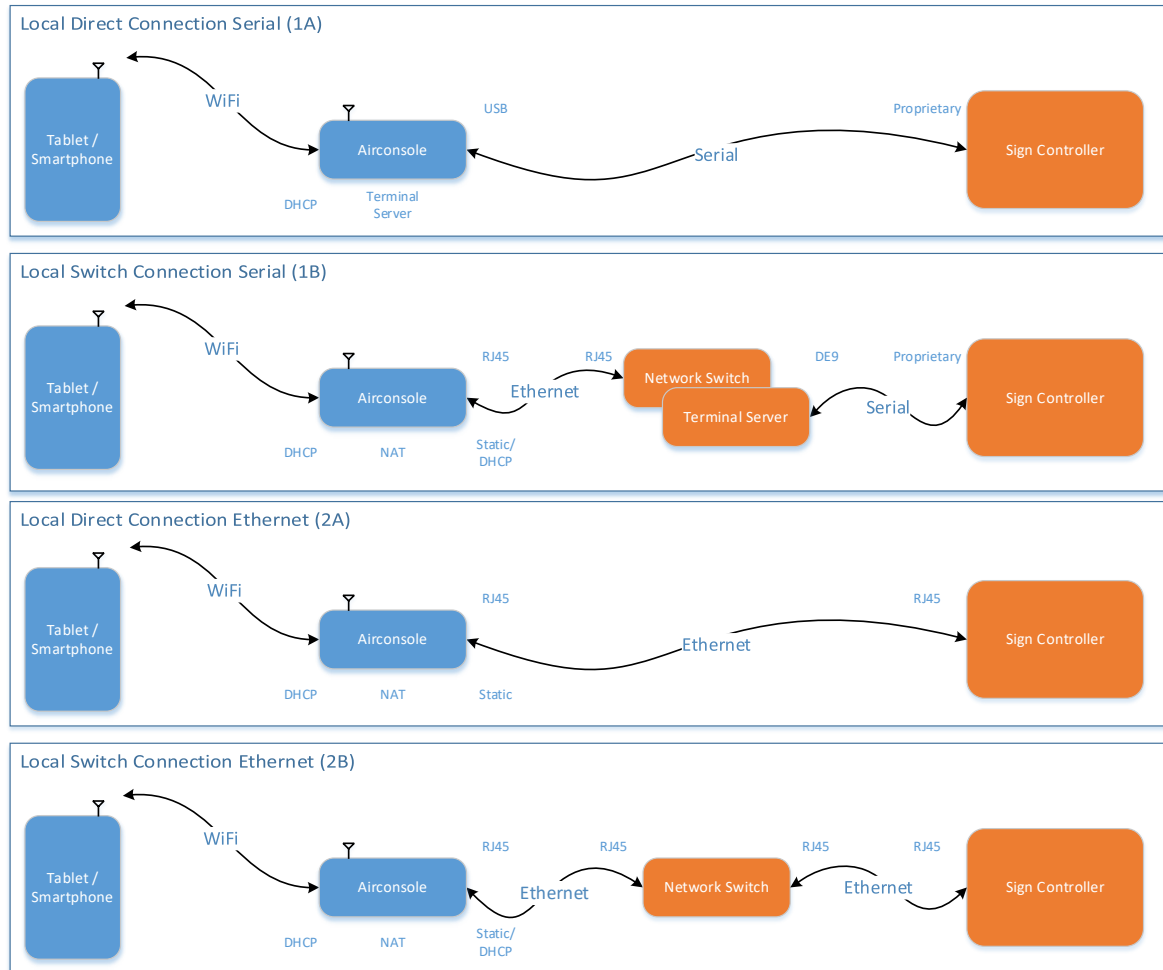 Local Direct Connection Serial (1A)
WiFi
USB
Proprietary
Tablet /
Smartphone
Airconsole
Serial
Sign Controller
DHCP
Terminal
Server
Local Switch Connection Serial (1B)
WiFi
RJ45
RJ45
DE9
Proprietary
Tablet /
Smartphone
Airconsole
Ethernet
Network Switch
Terminal Server
Serial
Sign Controller
DHCP
NAT
Static/
DHCP
Local Direct Connection Ethernet (2A)
WiFi
RJ45
RJ45
Tablet /
Smartphone
Airconsole
Ethernet
Sign Controller
DHCP
NAT
Static
Local Switch Connection Ethernet (2B)
WiFi
RJ45
RJ45
RJ45
RJ45
Tablet /
Smartphone
Airconsole
Ethernet
Network Switch
Ethernet
Sign Controller
DHCP
NAT
Static/
DHCP